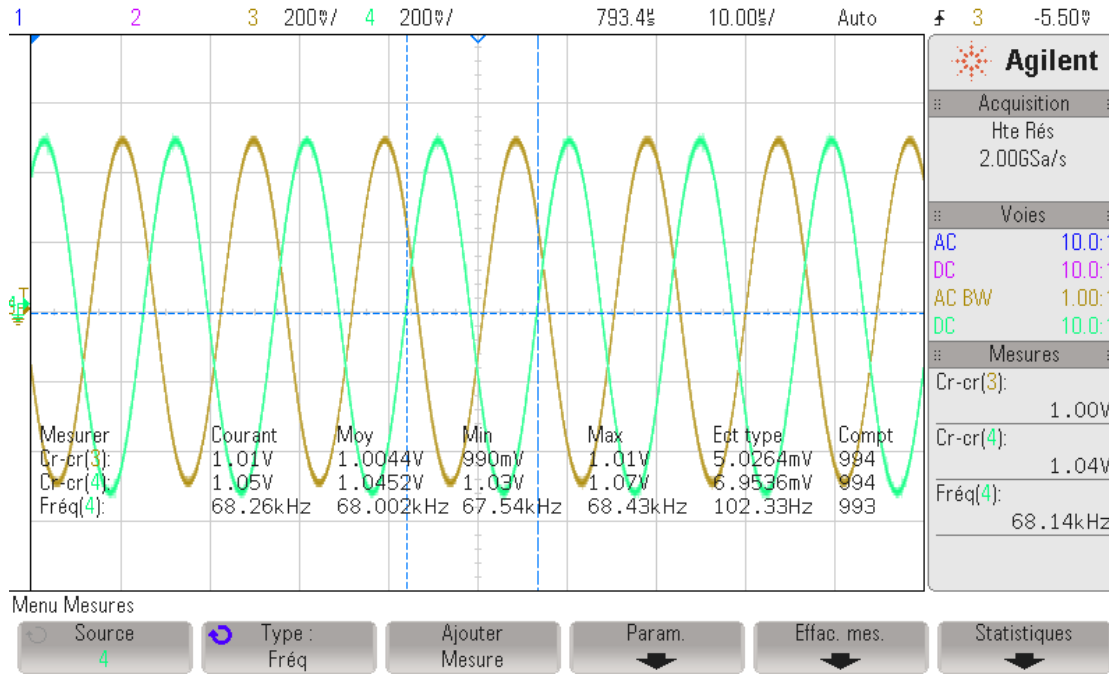 1 2 3 200V/ 4 200V/ 793.4µs 10.00µs/ Auto 3 -5.50V
Agilent
Acquisition
Hte Rés
2.00GSa/s
Voies
AC 10.0:1
DC 10.0:1
AC BW 1.00:1
DC 10.0:1
Mesures
Cr-cr(3):
1.00V
Cr-cr(4):
1.04V
Fréq(4):
68.14kHz
Mesurer Courant Moy Min Max Ect type Compt
Cr-cr(3): 1.01V 1.0044V 990mV 1.01V 5.0264mV 994
Cr-cr(4): 1.05V 1.0452V 1.03V 1.07V 6.9536mV 994
Fréq(4): 68.26kHz 68.002kHz 67.54kHz 68.43kHz 102.33Hz 993
Menu Mesures
Source
4
Type :
Fréq
Ajouter
Mesure
Param.
Effac. mes.
Statistiques